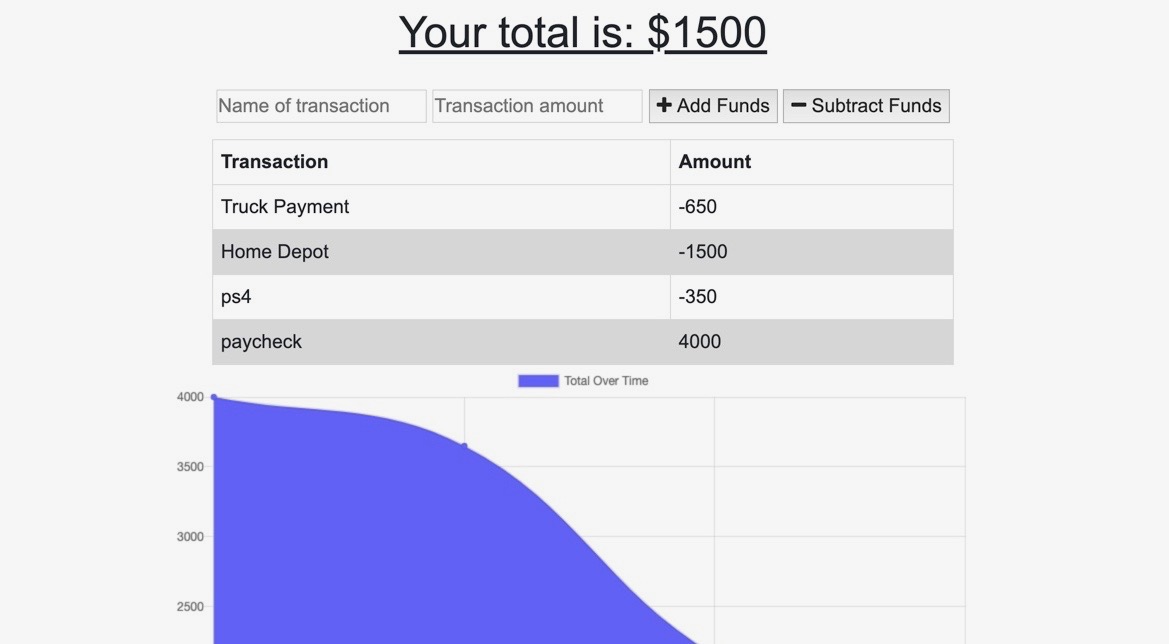 Your total is: $1500
Name of transaction Transaction amount + Add Funds - Subtract Funds
Transaction Amount
Truck Payment -650
Home Depot -1500
ps4 -350
paycheck 4000
Total Over Time
4000
3500
3000
2500